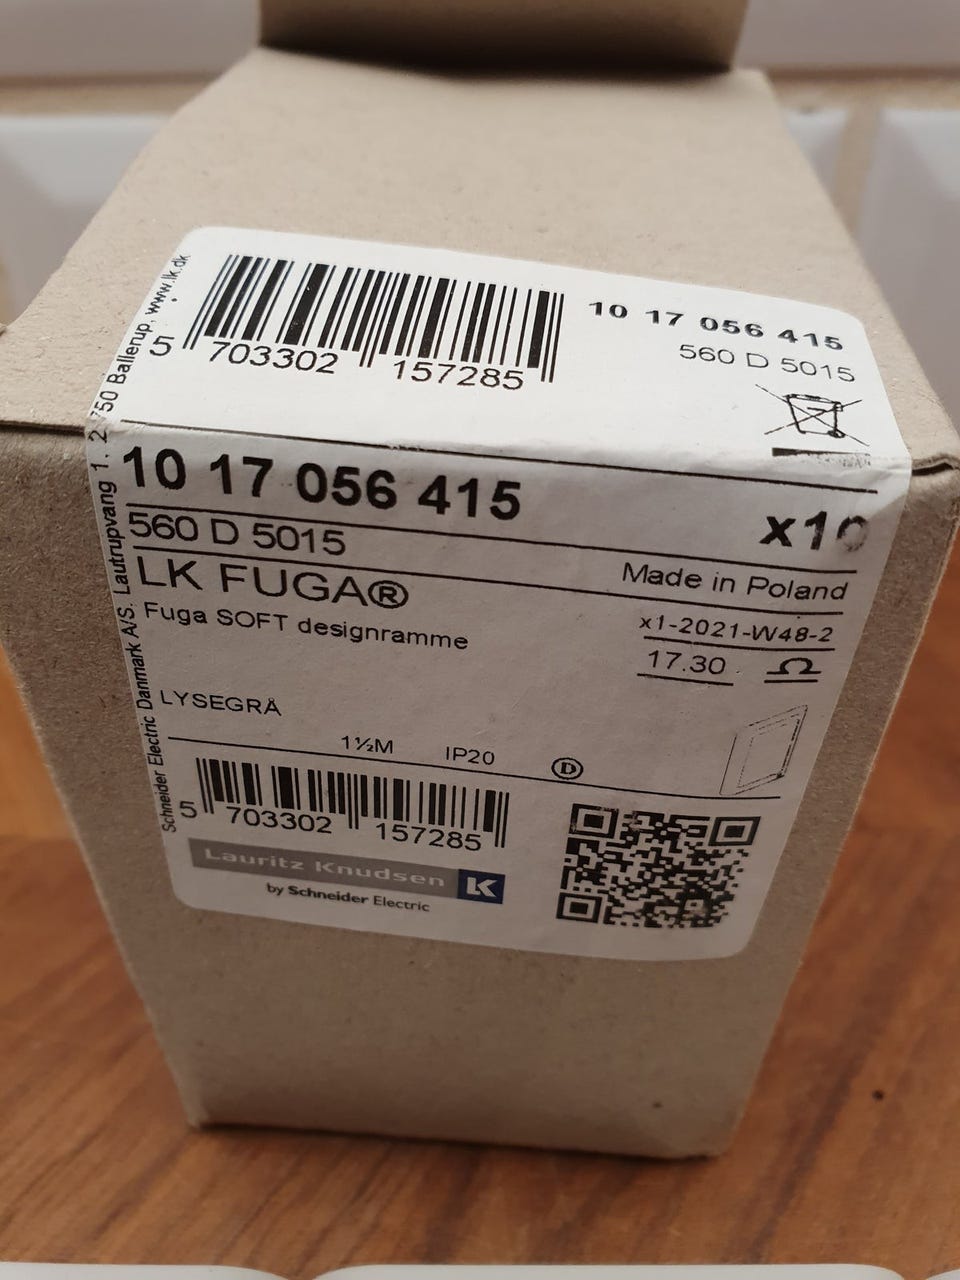 5 703302 157285
10 17 056 415
560 D 5015
10 17 056 415
x10
560 D 5015
Made in Poland
LK FUGA®
x1-2021-W48-2
Fuga SOFT designramme
17.30
LYSEGRÅ
1½M IP20 D
5 703302 157285
Lauritz Knudsen LK
by Schneider Electric
Schneider Electric Danmark A/S. Lautrupvang 1. 2750 Ballerup, www.lk.dk